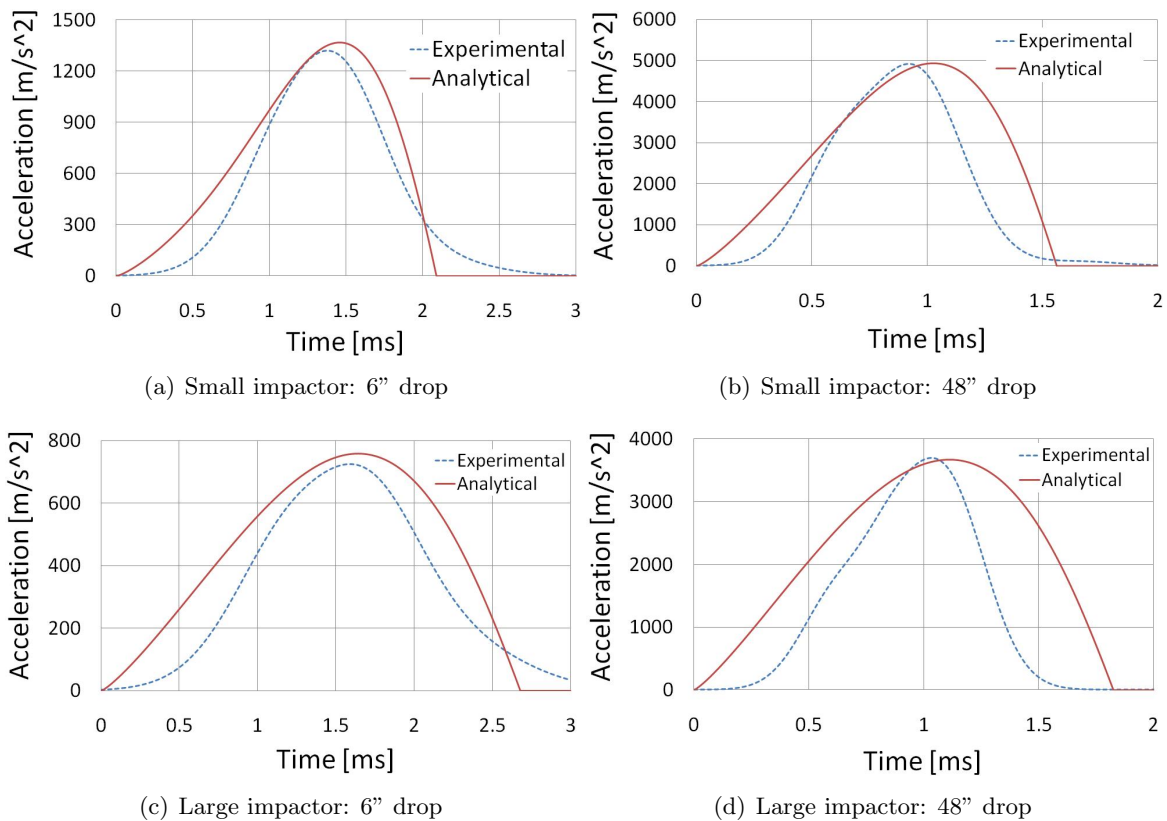 Acceleration [m/s^2]
1500
1200
900
600
300
0
Experimental
Analytical
0 0.5 1 1.5 2 2.5 3
Time [ms]
(a) Small impactor: 6” drop
Acceleration [m/s^2]
6000
5000
4000
3000
2000
1000
0
Experimental
Analytical
0 0.5 1 1.5 2
Time [ms]
(b) Small impactor: 48” drop
Acceleration [m/s^2]
800
600
400
200
0
Experimental
Analytical
0 0.5 1 1.5 2 2.5 3
Time [ms]
(c) Large impactor: 6” drop
Acceleration [m/s^2]
4000
3000
2000
1000
0
Experimental
Analytical
0 0.5 1 1.5 2
Time [ms]
(d) Large impactor: 48” drop